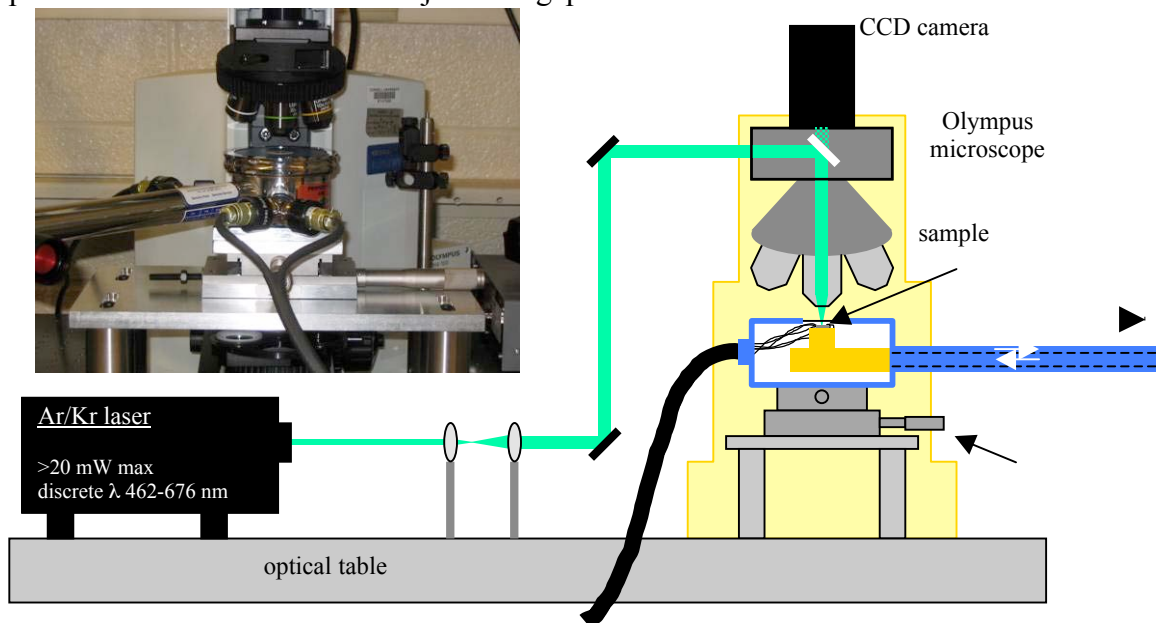 CCD camera
Olympus
microscope
sample
Ar/Kr laser
>20 mW max
discrete λ 462-676 nm
optical table